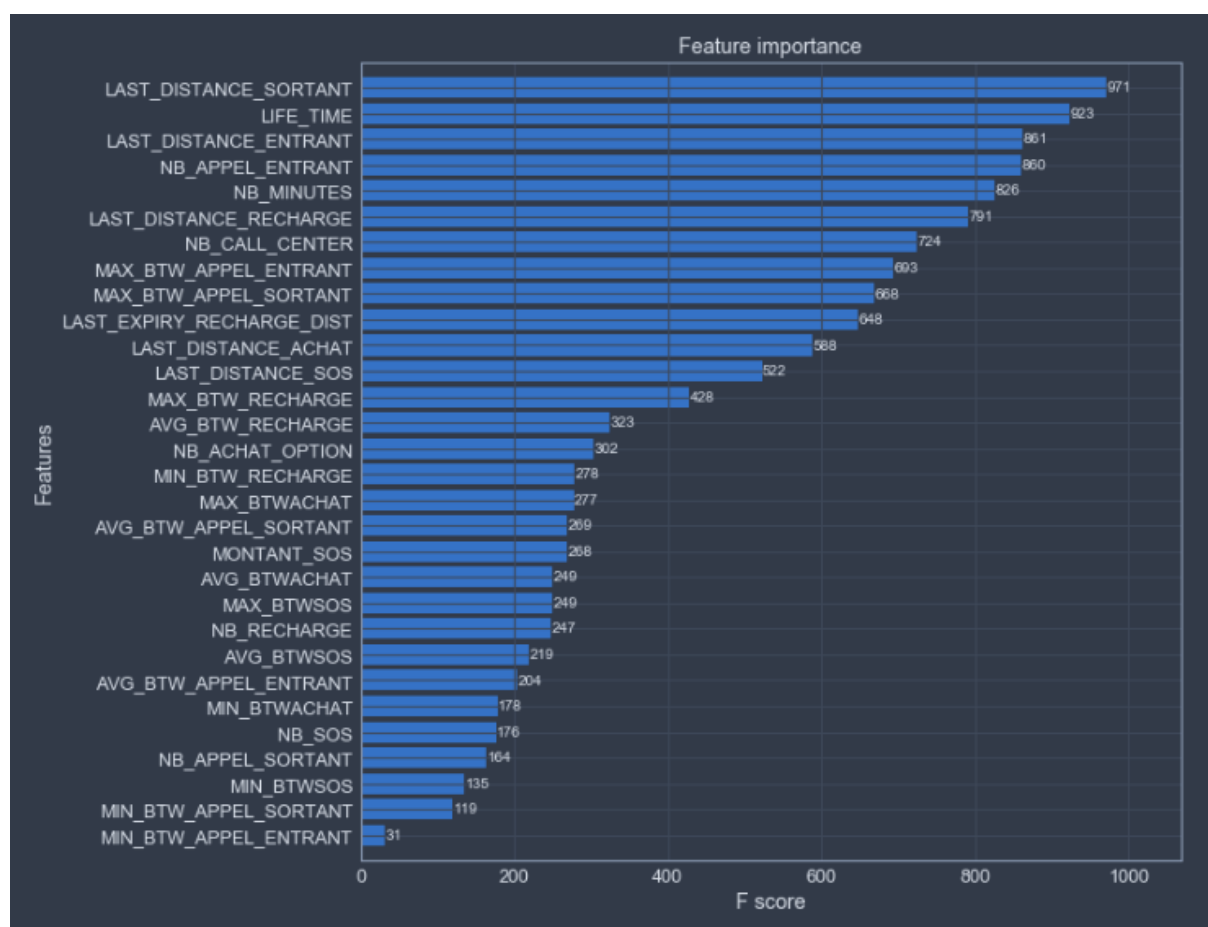 Feature importance
LAST_DISTANCE_SORTANT 971
LIFE_TIME 923
LAST_DISTANCE_ENTRANT 861
NB_APPEL_ENTRANT 860
NB_MINUTES 826
LAST_DISTANCE_RECHARGE 791
NB_CALL_CENTER 724
MAX_BTW_APPEL_ENTRANT 693
MAX_BTW_APPEL_SORTANT 668
LAST_EXPIRY_RECHARGE_DIST 648
LAST_DISTANCE_ACHAT 588
LAST_DISTANCE_SOS 522
MAX_BTW_RECHARGE 428
AVG_BTW_RECHARGE 323
NB_ACHAT_OPTION 302
MIN_BTW_RECHARGE 278
MAX_BTWACHAT 277
AVG_BTW_APPEL_SORTANT 269
MONTANT_SOS 268
AVG_BTWACHAT 249
MAX_BTWSOS 249
NB_RECHARGE 247
AVG_BTWSOS 219
AVG_BTW_APPEL_ENTRANT 204
MIN_BTWACHAT 178
NB_SOS 176
NB_APPEL_SORTANT 164
MIN_BTWSOS 135
MIN_BTW_APPEL_SORTANT 119
MIN_BTW_APPEL_ENTRANT 31
Features
0 200 400 600 800 1000
F score